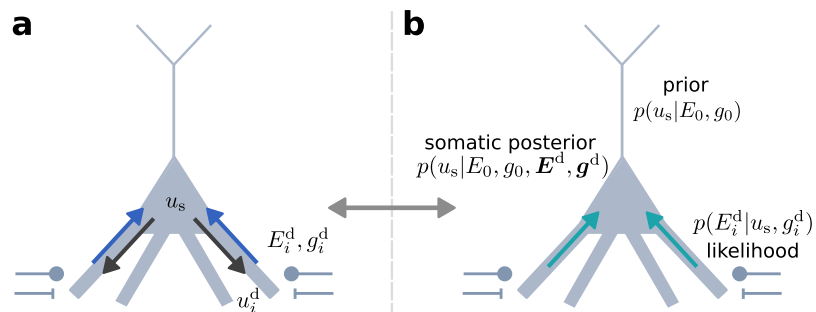 a
b
prior
p(u_s|E_0, g_0)
somatic posterior
p(u_s|E_0, g_0, E^d, g^d)
u_s
E_i^d, g_i^d
p(E_i^d|u_s, g_i^d)
likelihood
u_i^d